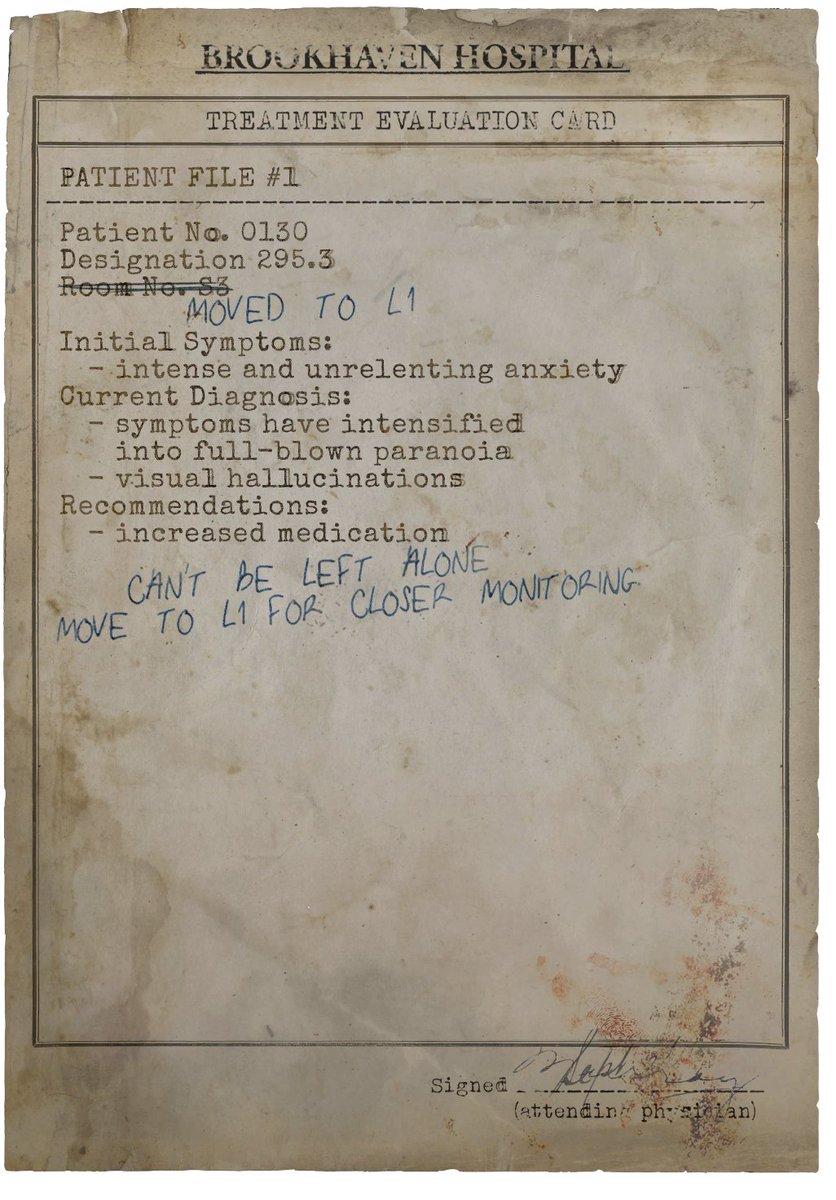 BROOKHAVEN HOSPITAL
TREATMENT EVALUATION CARD
PATIENT FILE #1
Patient No. 0130
Designation 295.3
Room No. S3
MOVED TO L1
Initial Symptoms:
- intense and unrelenting anxiety
Current Diagnosis:
- symptoms have intensified
into full-blown paranoia
- visual hallucinations
Recommendations:
- increased medication
CAN'T BE LEFT ALONE
MOVE TO L1 FOR CLOSER MONITORING
Signed
(attending physician)